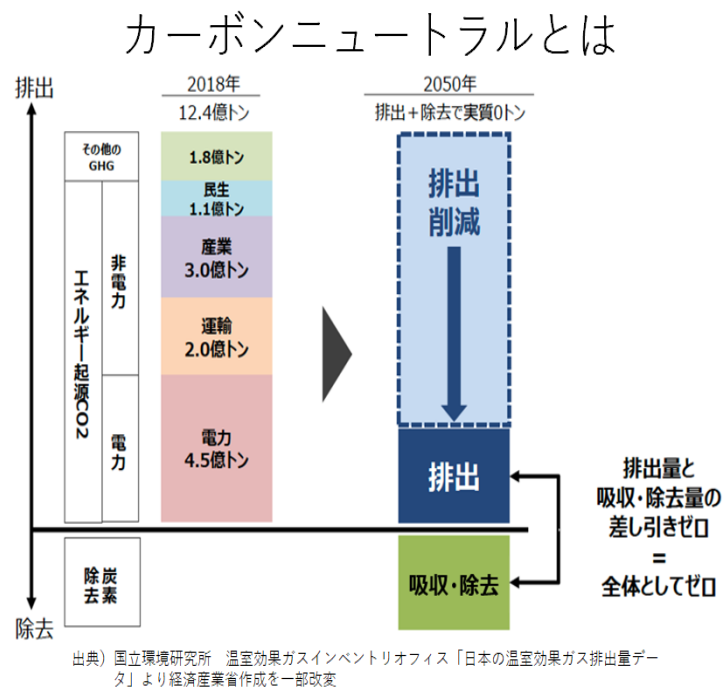 カーボンニュートラルとは
排出
2018年
12.4億トン
2050年
排出＋除去で実質0トン
その他の
GHG
エネルギー起源CO2
非電力
電力
1.8億トン
民生
1.1億トン
産業
3.0億トン
運輸
2.0億トン
電力
4.5億トン
排出
削減
排出
吸収・除去
排出量と
吸収・除去量の
差し引きゼロ
＝
全体としてゼロ
炭素
除去
除去
出典）国立環境研究所　温室効果ガスインベントリオフィス「日本の温室効果ガス排出量デー
タ」より経済産業省作成を一部改変